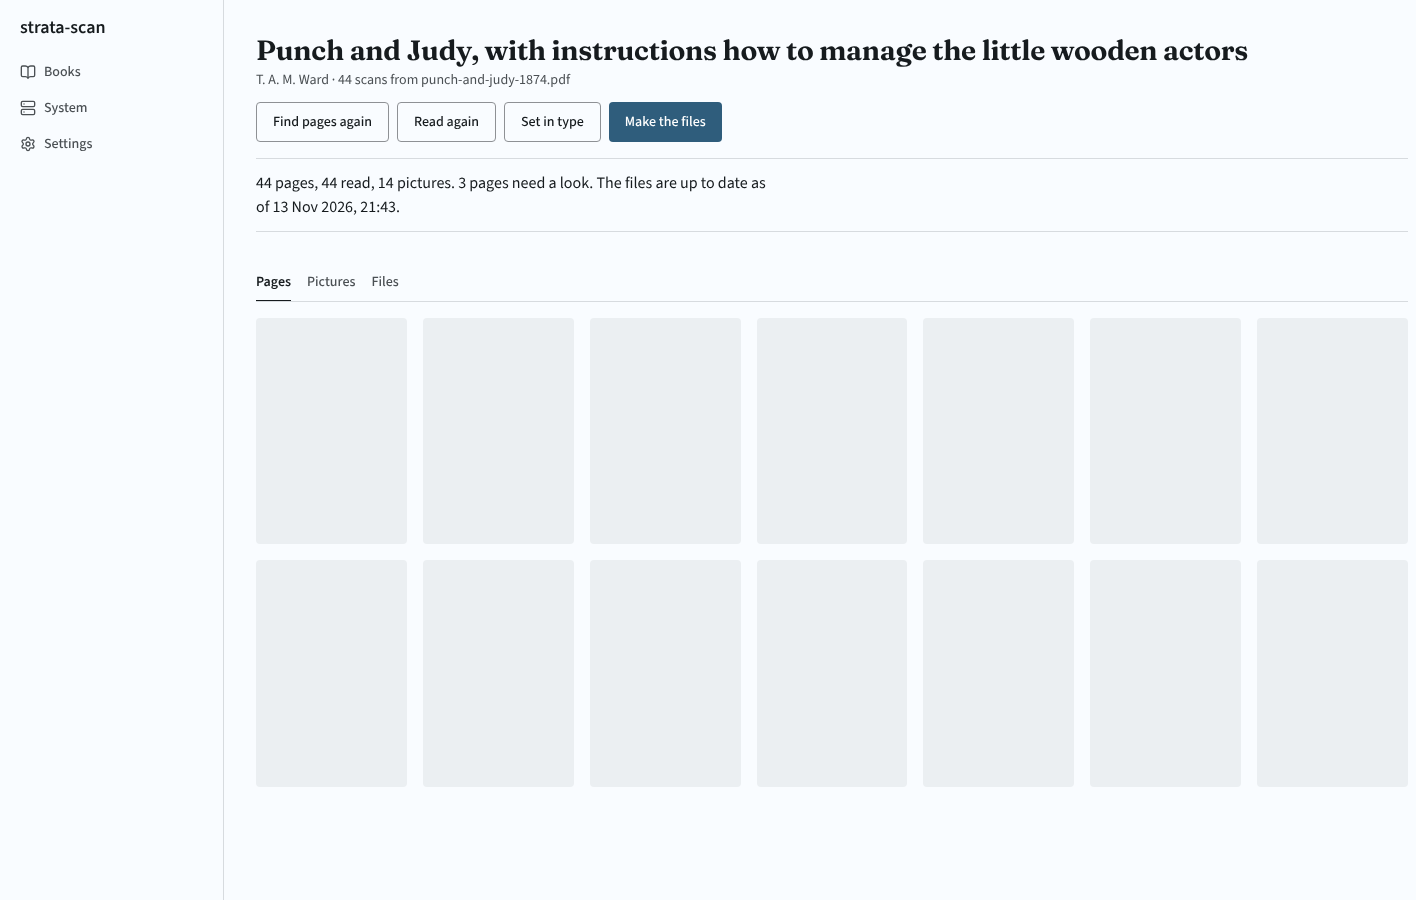 strata-scan
Books
System
Settings
Punch and Judy, with instructions how to manage the little wooden actors
T. A. M. Ward · 44 scans from punch-and-judy-1874.pdf
Find pages again
Read again
Set in type
Make the files
44 pages, 44 read, 14 pictures. 3 pages need a look. The files are up to date as
of 13 Nov 2026, 21:43.
Pages
Pictures
Files